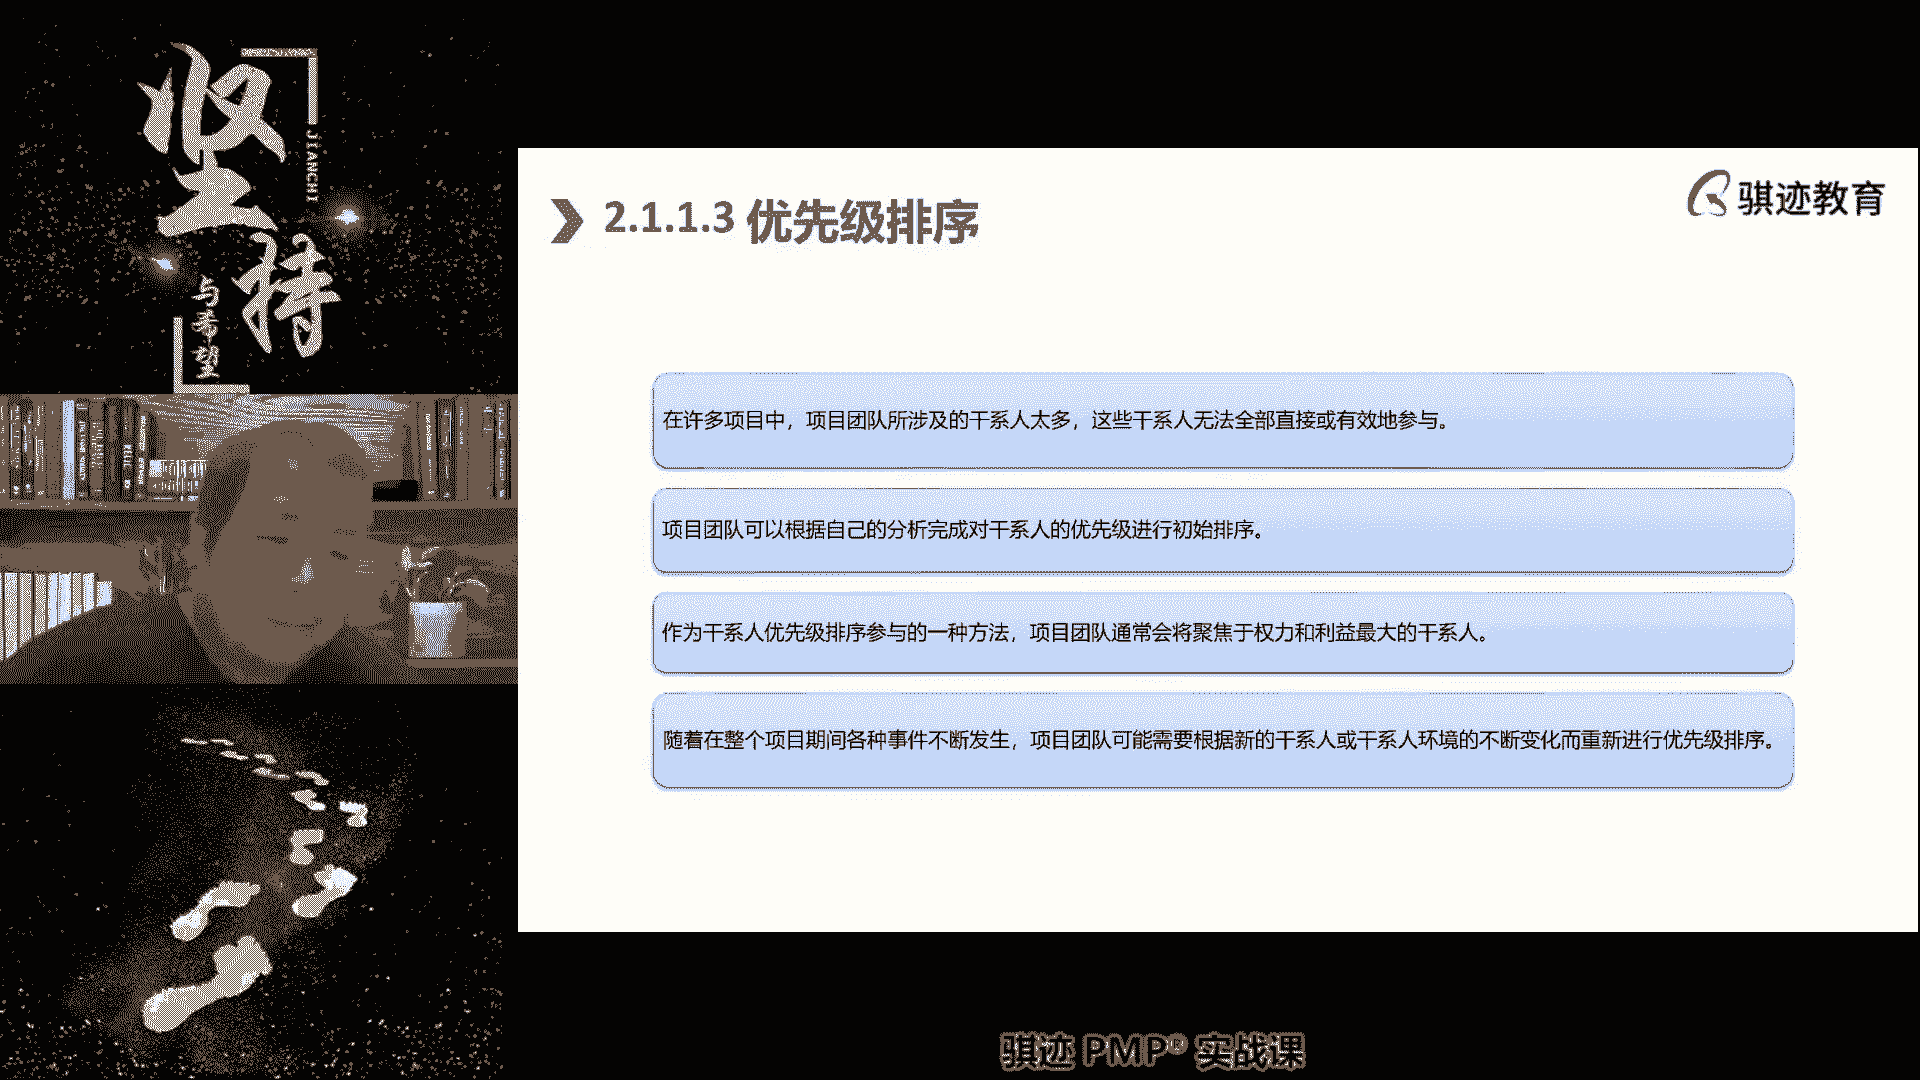 坚持
JIANCHI
与希望
2.1.1.3 优先级排序
骐迹教育
在许多项目中，项目团队所涉及的干系人太多，这些干系人无法全部直接或有效地参与。
项目团队可以根据自己的分析完成对干系人的优先级进行初始排序。
作为干系人优先级排序参与的一种方法，项目团队通常会将聚焦于权力和利益最大的干系人。
随着在整个项目期间各种事件不断发生，项目团队可能需要根据新的干系人或干系人环境的不断变化而重新进行优先级排序。
骐迹 PMP® 实战课